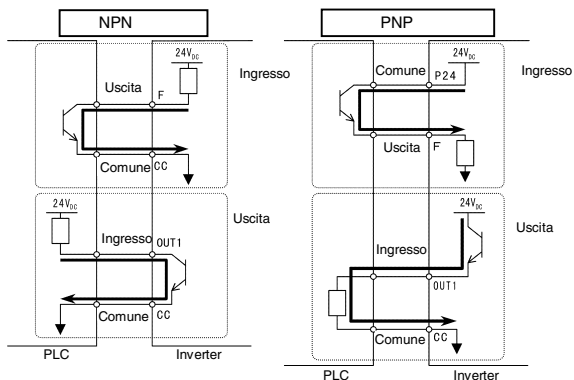 NPN
24VDC
Ingresso
Uscita
F
Comune
CC
24VDC
Uscita
Ingresso
OUT1
Comune
CC
PLC
Inverter
PNP
24VDC
Ingresso
Comune
P24
Uscita
F
24VDC
Uscita
Ingresso
OUT1
Comune
CC
PLC
Inverter